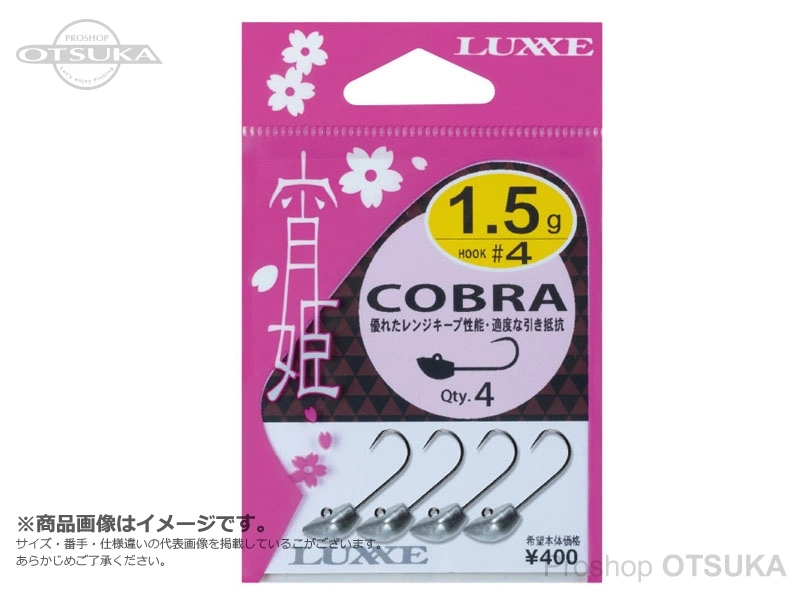 PROSHOP
OTSUKA
Let's enjoy Fishing
LUXXE
宵姫
1.5g
HOOK #4
COBRA
優れたレンジキープ性能・適度な引き抵抗
Qty.4
※商品画像はイメージです。
サイズ・番手・仕様違いの代表画像を掲載していることがございます。
あらかじめご了承ください。
LUXXE
希望本体価格
¥400
Proshop OTSUKA